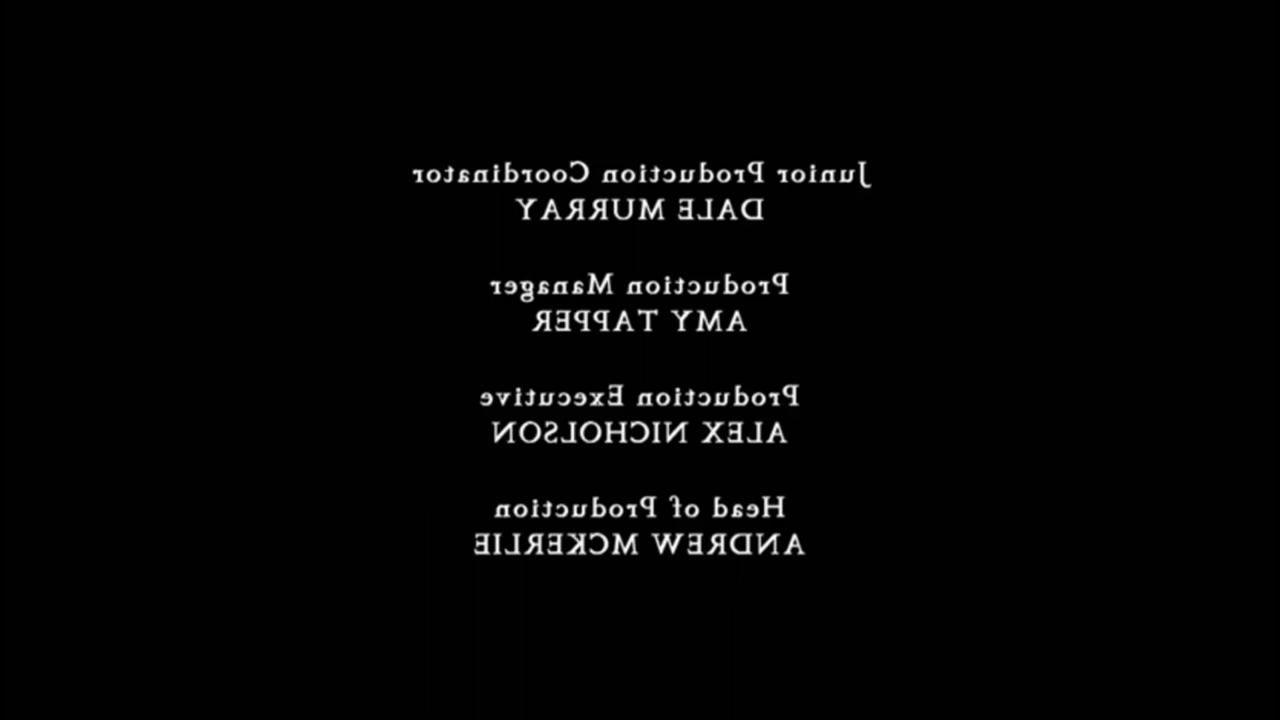 Junior Production Coordinator
DALE MURRAY
Production Manager
AMY TAPPER
Production Executive
ALEX NICHOLSON
Head of Production
ANDREW MCKERLIE